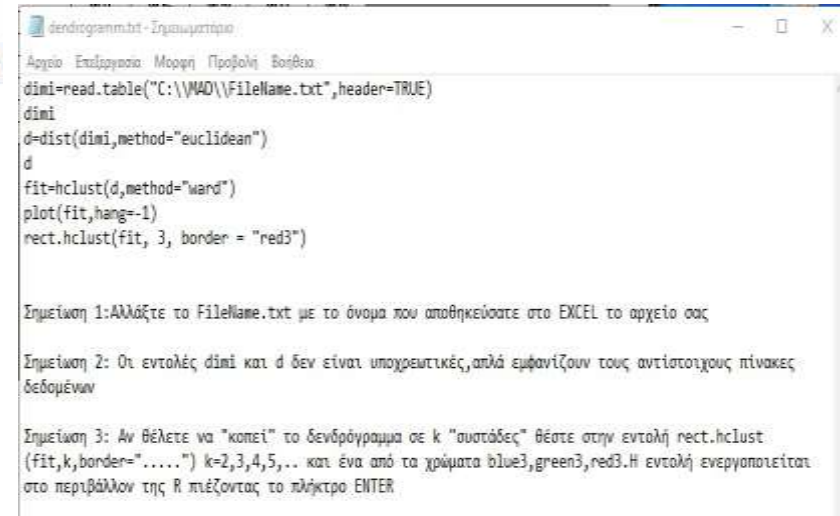 dendrogramm.txt - Σημειωματάριο
Αρχείο Επεξεργασία Μορφή Προβολή Βοήθεια
dimi=read.table("C:\\MAD\\FileName.txt",header=TRUE)
dimi
d=dist(dimi,method="euclidean")
d
fit=hclust(d,method="ward")
plot(fit,hang=-1)
rect.hclust(fit, 3, border = "red3")
Σημείωση 1:Αλλάξτε το FileName.txt με το όνομα που αποθηκεύσατε στο EXCEL το αρχείο σας
Σημείωση 2: Οι εντολές dimi και d δεν είναι υποχρεωτικές,απλά εμφανίζουν τους αντίστοιχους πίνακες
δεδομένων
Σημείωση 3: Αν θέλετε να "κοπεί" το δενδρόγραμμα σε k "συστάδες" θέστε στην εντολή rect.hclust
(fit,k,border=".....") k=2,3,4,5,.. και ένα από τα χρώματα blue3,green3,red3.Η εντολή ενεργοποιείται
στο περιβάλλον της R πιέζοντας το πλήκτρο ENTER